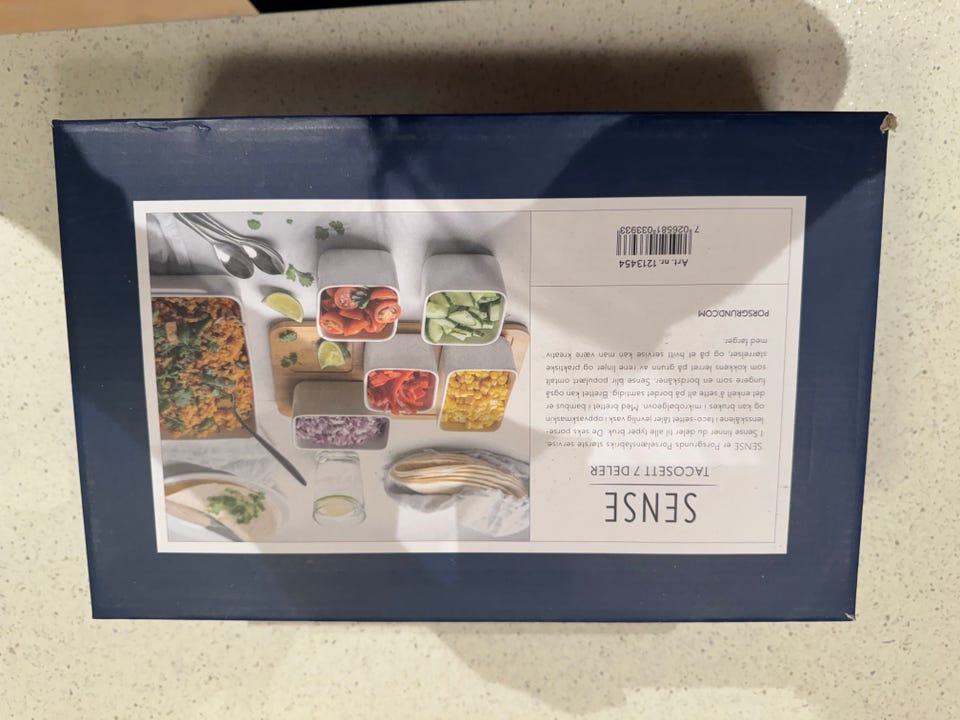 SENSE
TACOSETT 7 DELER
SENSE er Porsgrunds Porselænsfabrinks største servise.
I Sense finner du deler til alle typer bruk. De seks porse-
lensskålene i taco-settet tåler jevnlig vask i oppvaskmaskin
og kan brukes i mikrobølgeovn. Med brettet i bambus er
det enkelt å sette alt på bordet samtidig. Brettet kan også
fungere som en bordskåner. Sense blir populært omtalt
som kokkens lerret på grunn av rene linjer og praktiske
størrelser, og på et hvitt servise kan man være kreativ
med farger.
PORSGRUND.COM
Art. nr. 1213454
7 026581 033933